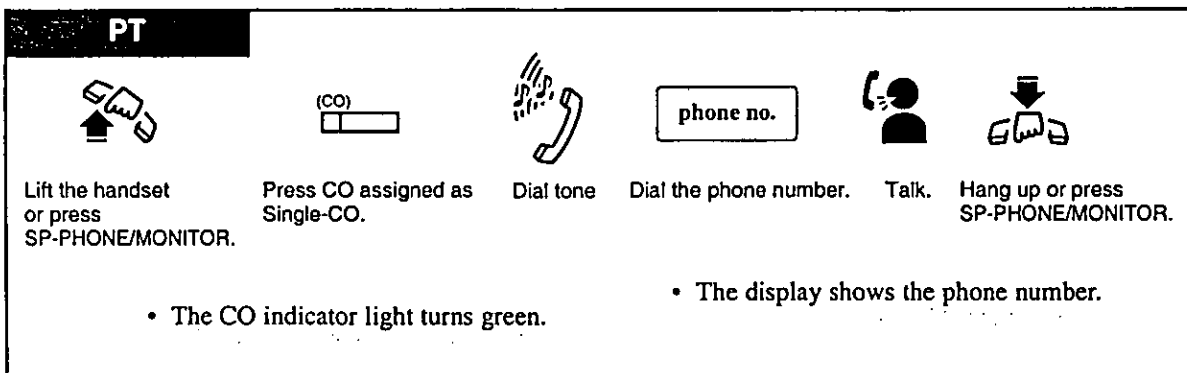 PT
(CO)
phone no.
Lift the handset
or press
SP-PHONE/MONITOR.
Press CO assigned as
Single-CO.
Dial tone
Dial the phone number.
Talk.
Hang up or press
SP-PHONE/MONITOR.
• The CO indicator light turns green.
• The display shows the phone number.